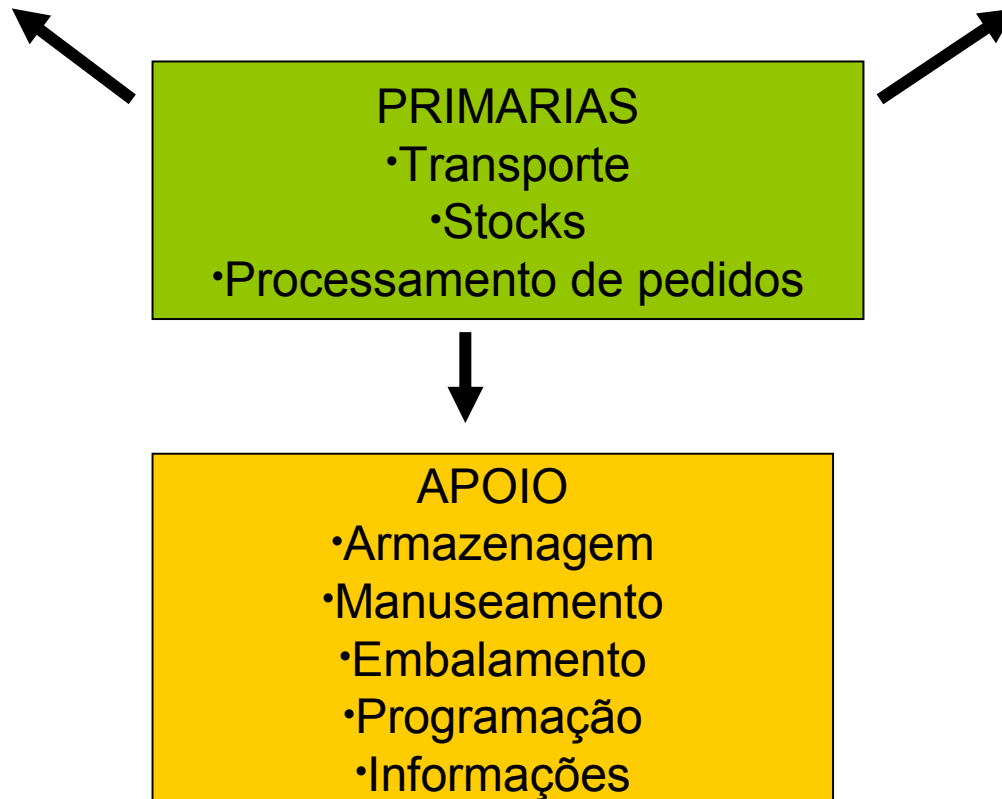 PRIMARIAS
•Transporte
•Stocks
•Processamento de pedidos
APOIO
•Armazenagem
•Manuseamento
•Embalamento
•Programação
•Informações